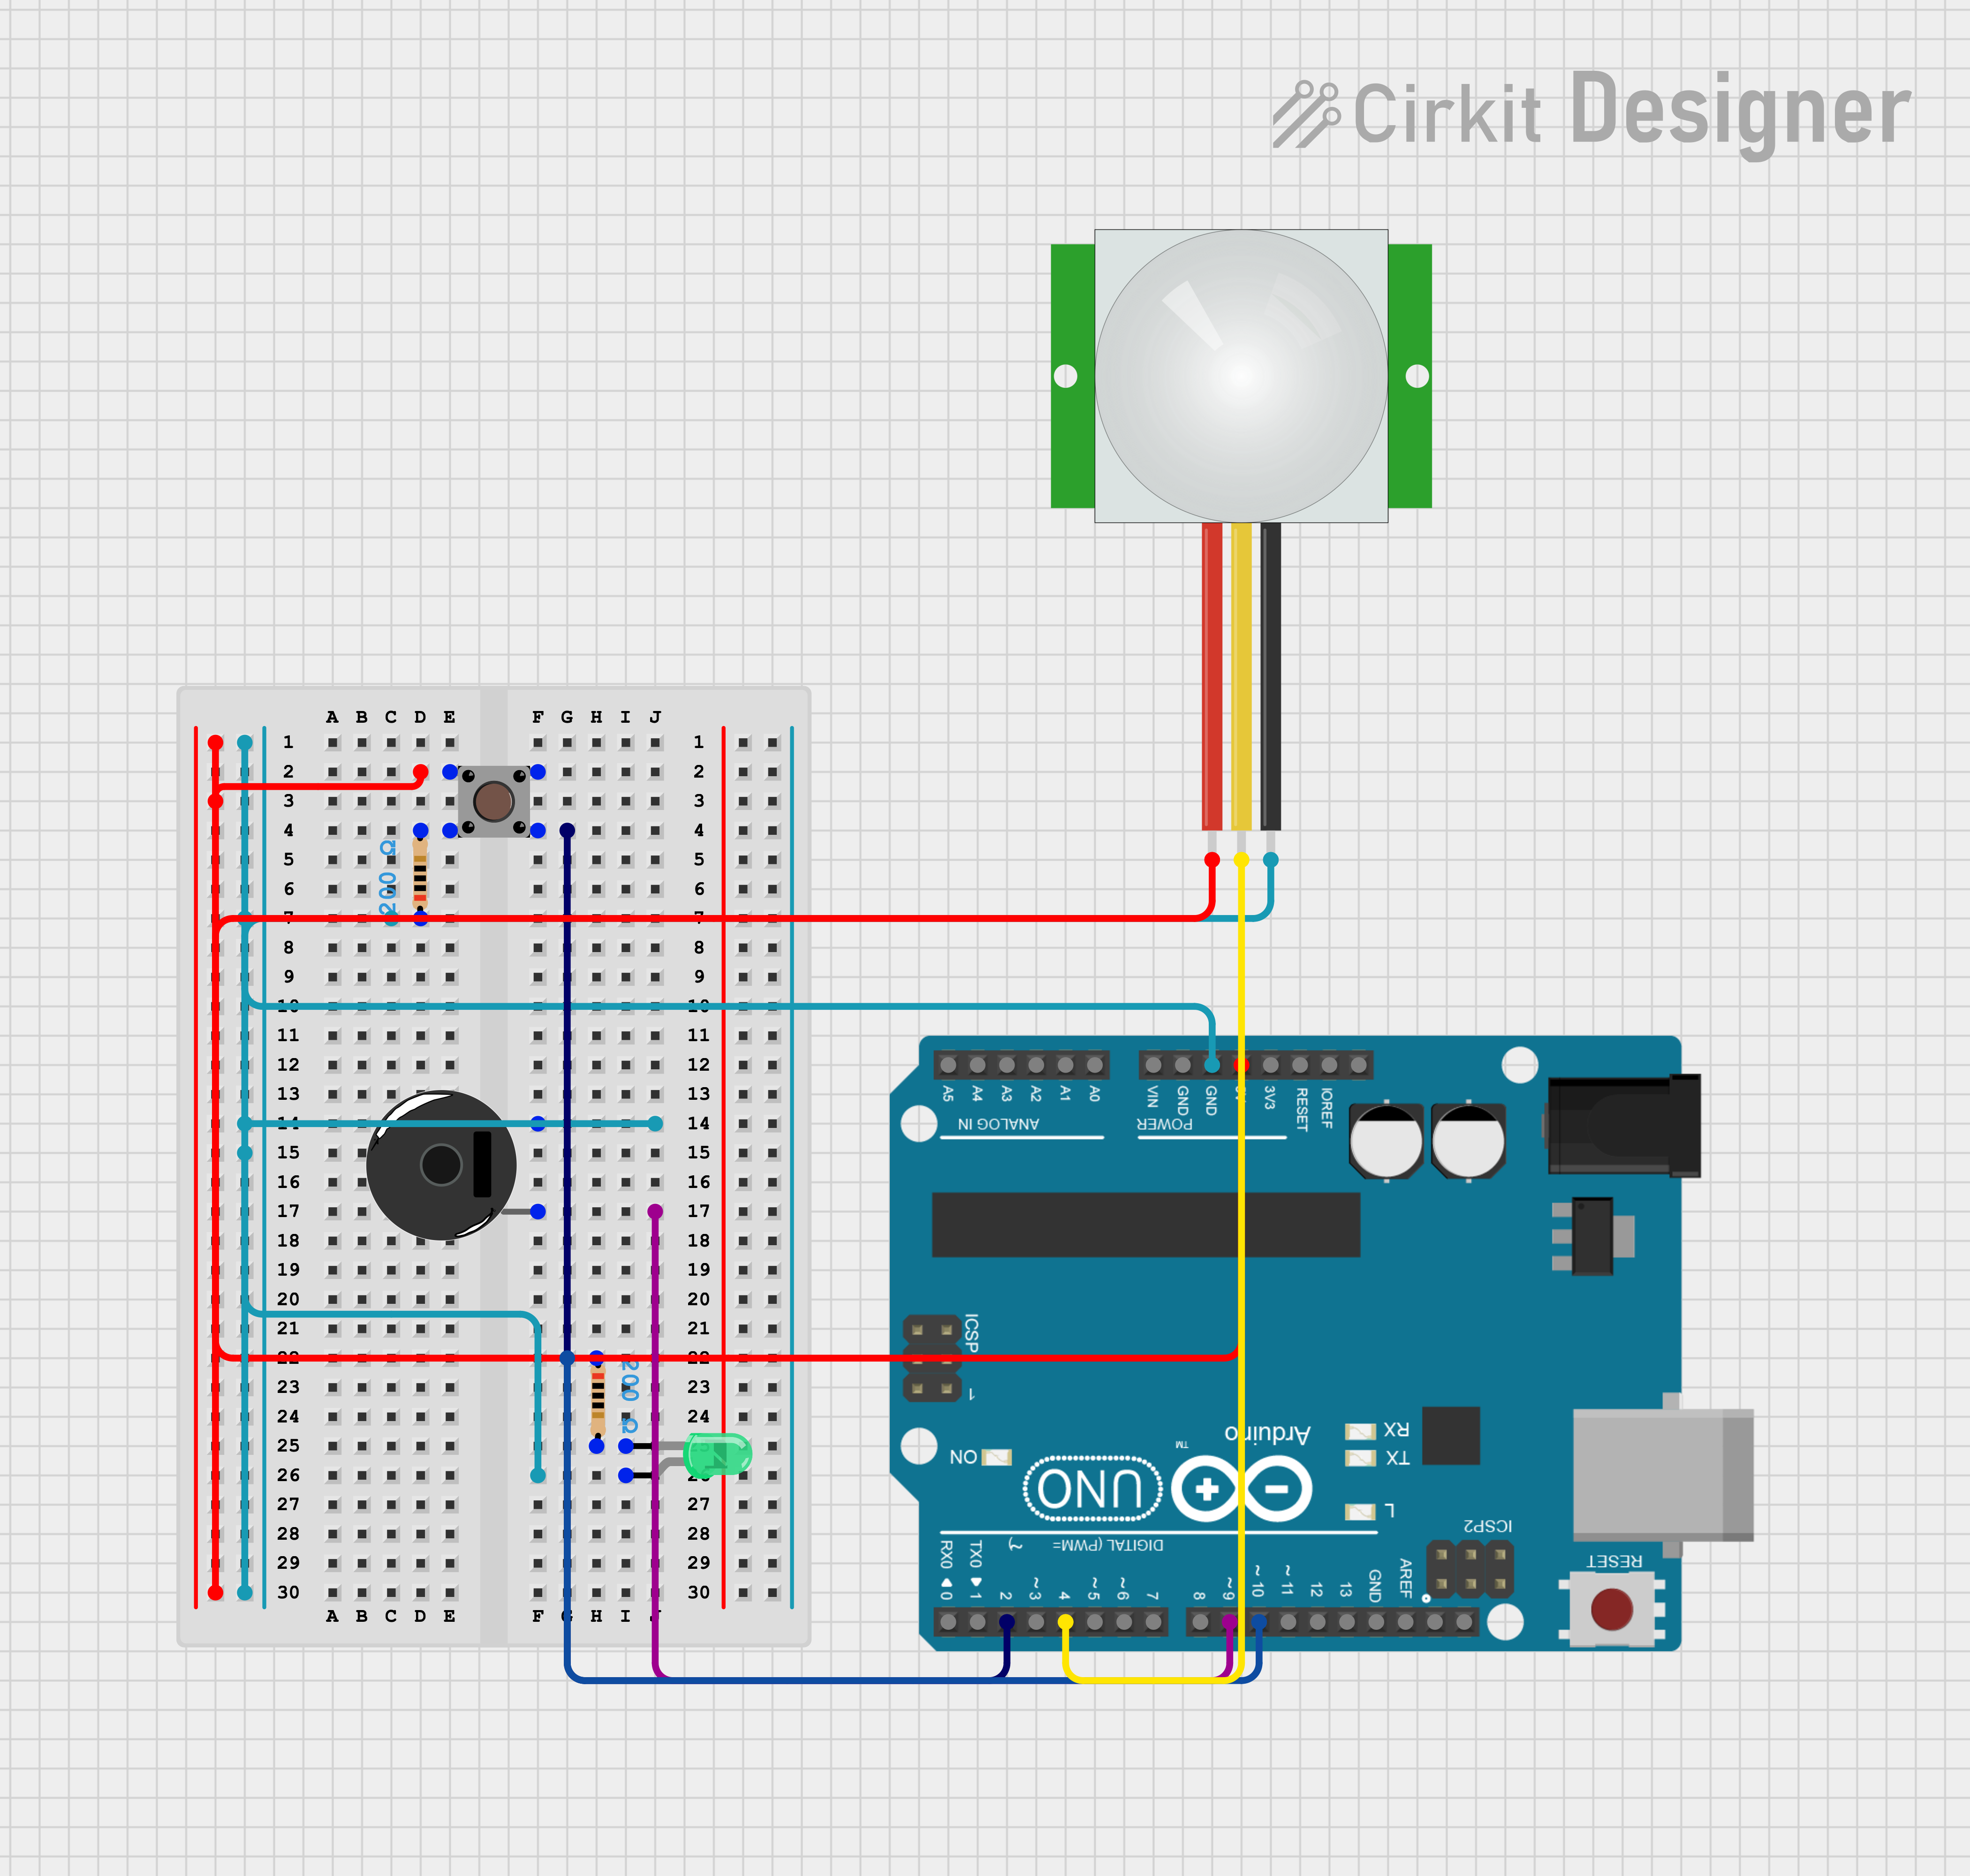 Cirkit Designer
A B C D E F G H I J
1 1
2 2
3 3
4 4
5 5
200 Ω
6 6
7 7
8 8
9 9
10 10
11 11
12 12
13 13
14 14
15 15
16 16
17 17
18 18
19 19
20 20
21 21
22 22
200 Ω
23 23
24 24
25
26
27 27
28 28
29 29
30 30
A B C D E F G H I J
A5 A4 A3 A2 A1 A0 VIN GND GND 3V3 RESET IOREF
ANALOG IN
POWER
ICSP
1
Arduino
TM
ON
UNO
RX
TX
L
ICSP2
DIGITAL (PWM= ~)
RESET
RX0 TX0
0 1 2 ~3 4 ~5 ~6 7 8 ~9 ~10 ~11 12 13 GND AREF